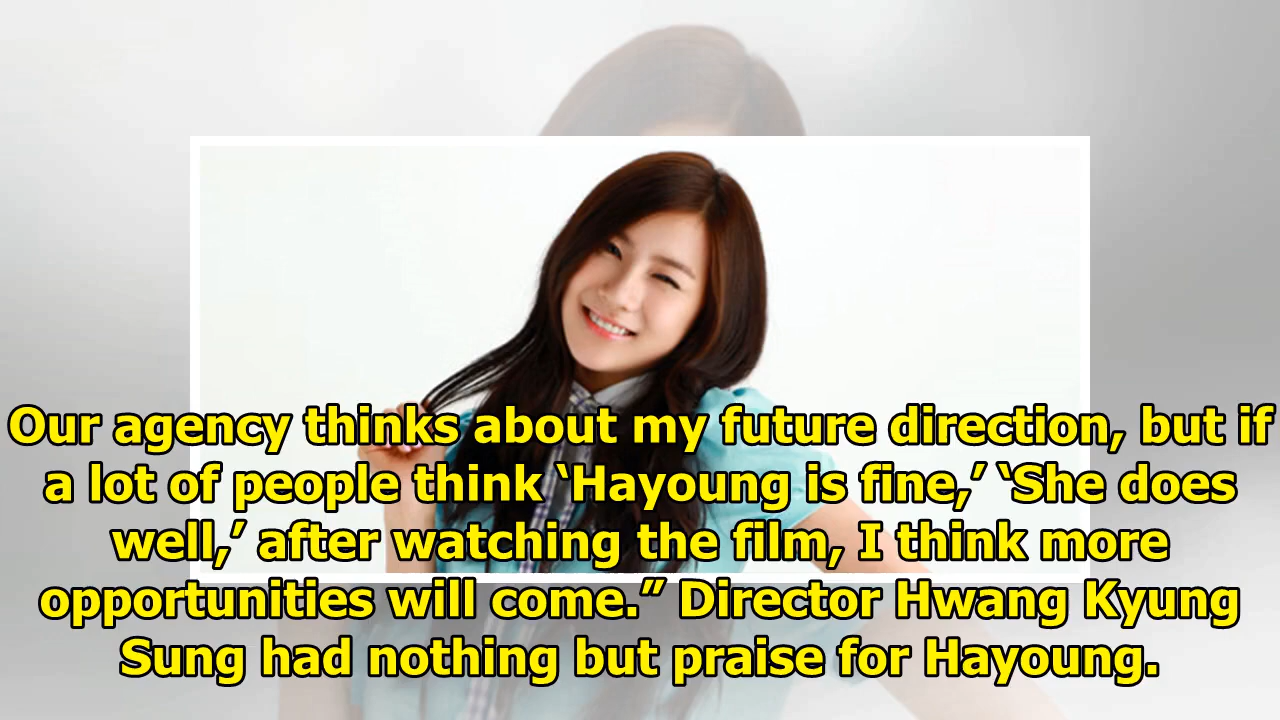 Our agency thinks about my future direction, but if
a lot of people think ‘Hayoung is fine,’ ‘She does
well,’ after watching the film, I think more
opportunities will come.” Director Hwang Kyung
Sung had nothing but praise for Hayoung.